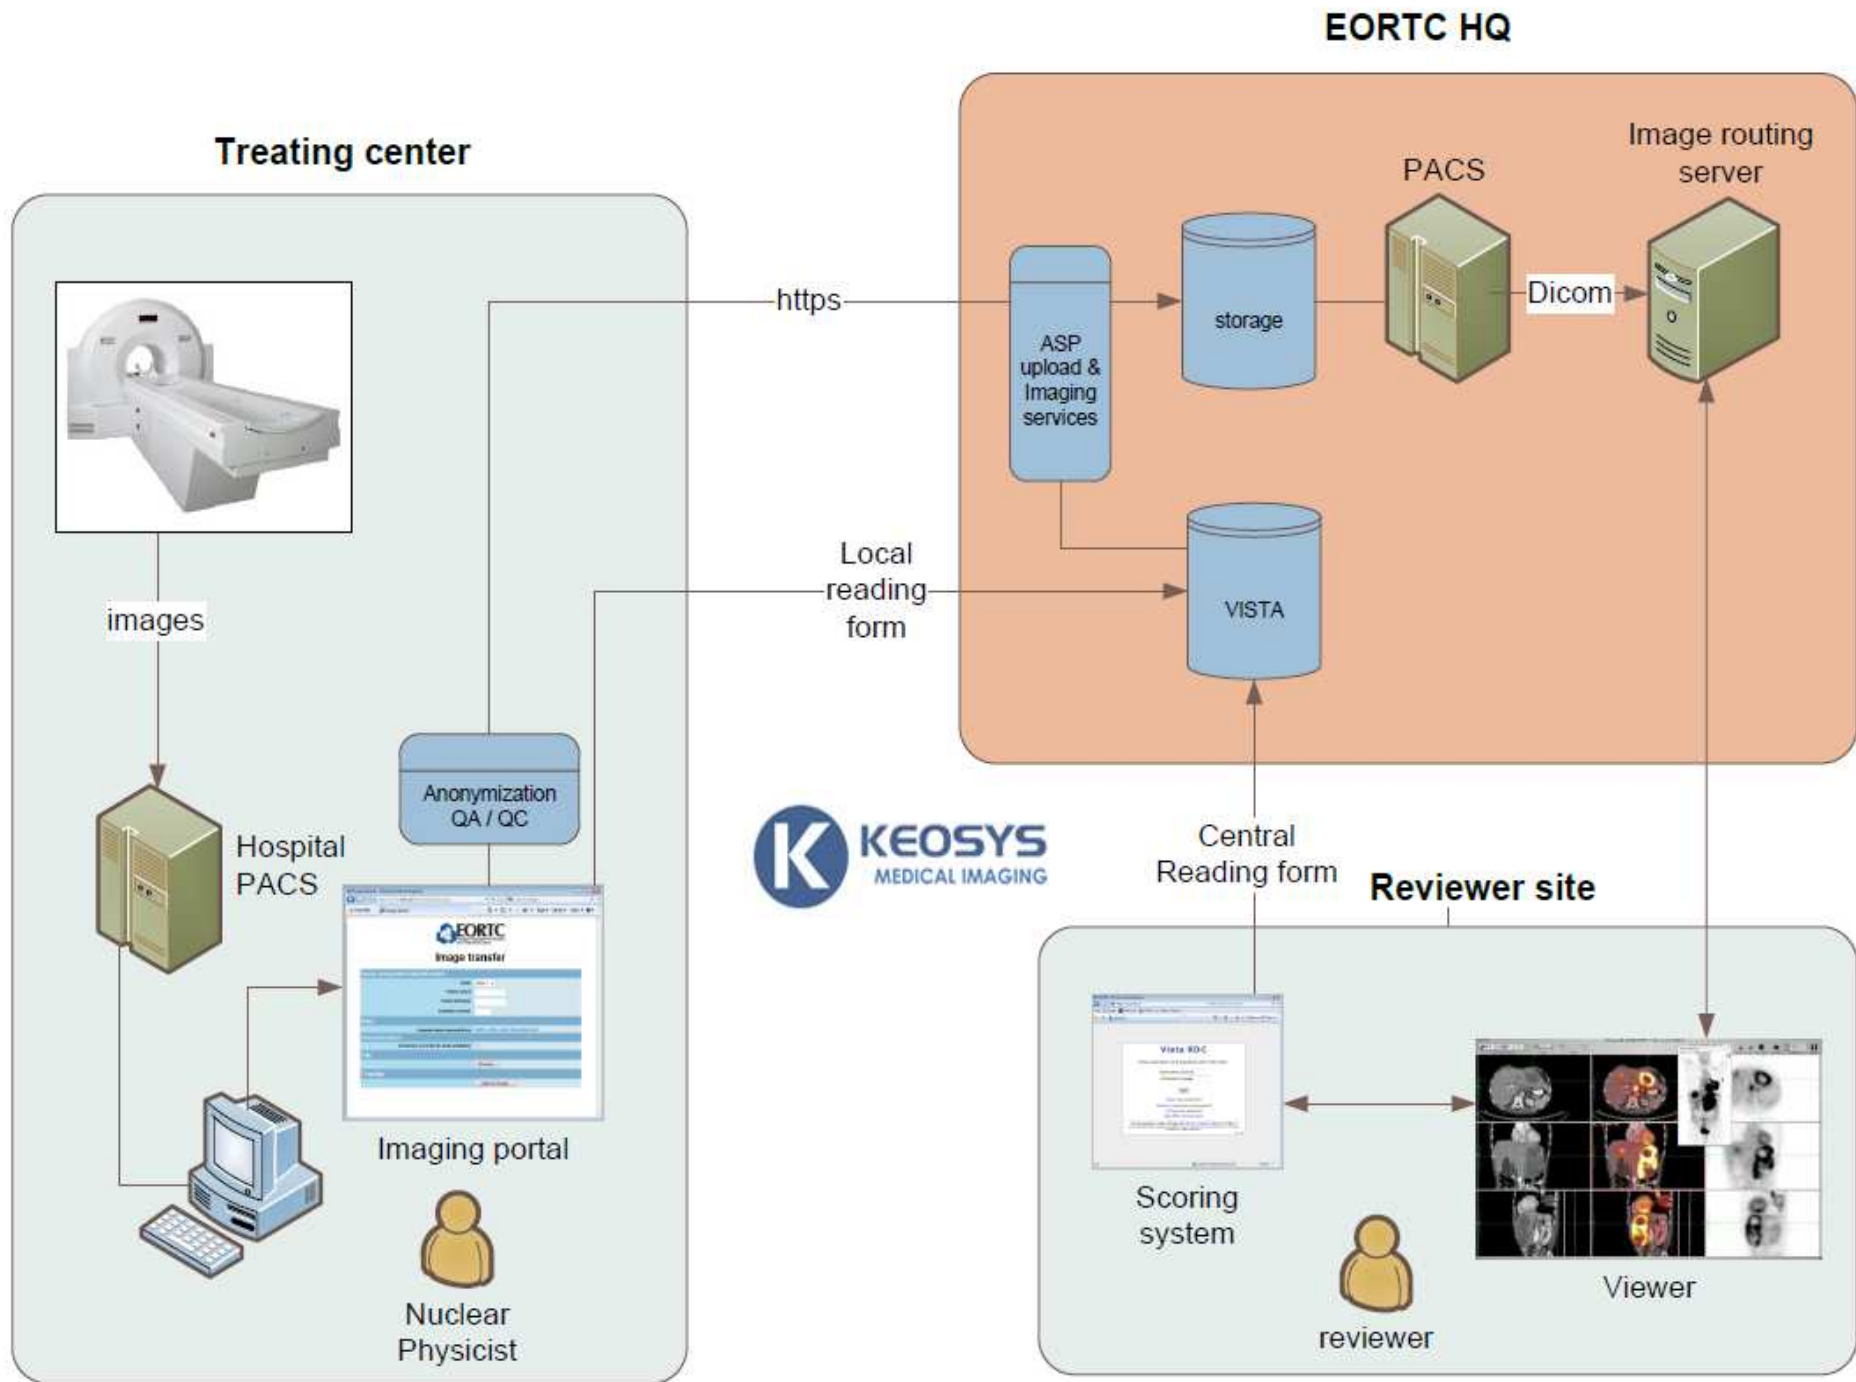 EORTC HQ
Treating center
Image routing
server
PACS
https
Dicom
storage
ASP
upload &
Imaging
services
Local
reading
form
VISTA
images
Anonymization
QA / QC
Hospital
PACS
KEOSYS
MEDICAL IMAGING
Central
Reading form
Reviewer site
EORTC
Image transfer
Imaging portal
Nuclear
Physicist
Vista RDC
Scoring
system
reviewer
Viewer